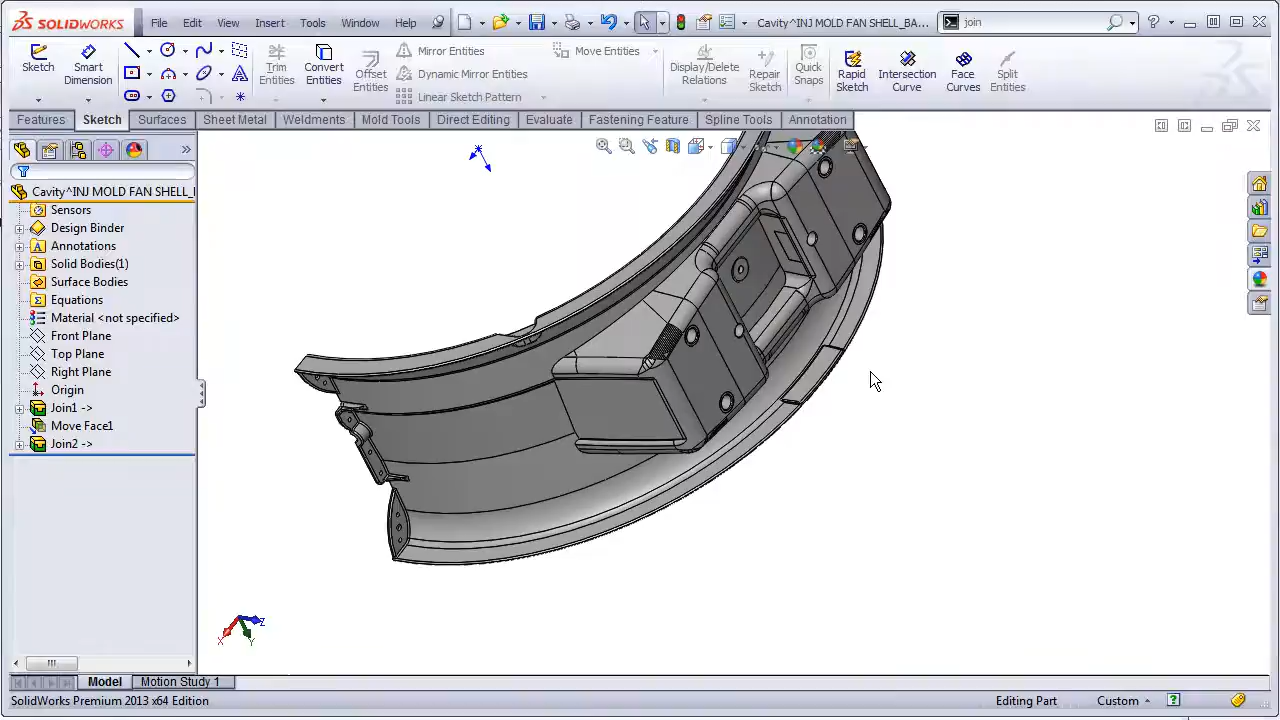 SOLIDWORKS File Edit View Insert Tools Window Help Cavity^INJ MOLD FAN SHELL_BA... join
Sketch Smart Dimension Trim Entities Convert Entities Offset Entities Mirror Entities Dynamic Mirror Entities Linear Sketch Pattern Move Entities Display/Delete Relations Repair Sketch Quick Snaps Rapid Sketch Intersection Curve Face Curves Split Entities
Features Sketch Surfaces Sheet Metal Weldments Mold Tools Direct Editing Evaluate Fastening Feature Spline Tools Annotation
Cavity^INJ MOLD FAN SHELL_
Sensors
Design Binder
Annotations
Solid Bodies(1)
Surface Bodies
Equations
Material <not specified>
Front Plane
Top Plane
Right Plane
Origin
Join1 ->
Move Face1
Join2 ->
X Y Z
Model Motion Study 1
SolidWorks Premium 2013 x64 Edition Editing Part Custom